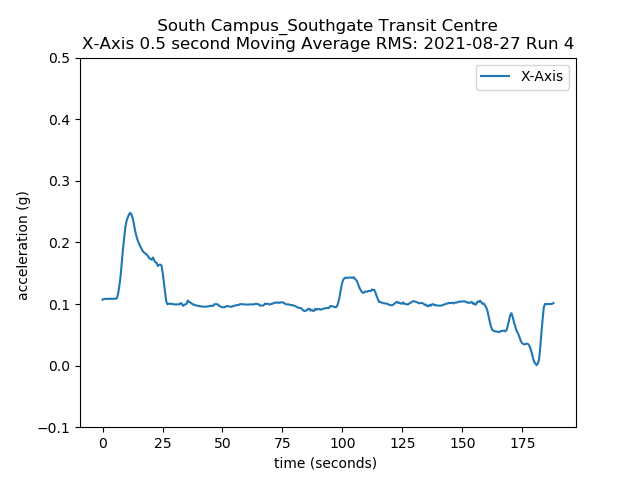 South Campus_Southgate Transit Centre
X-Axis 0.5 second Moving Average RMS: 2021-08-27 Run 4
X-Axis
0.5
0.4
0.3
0.2
0.1
0.0
−0.1
acceleration (g)
0 25 50 75 100 125 150 175
time (seconds)